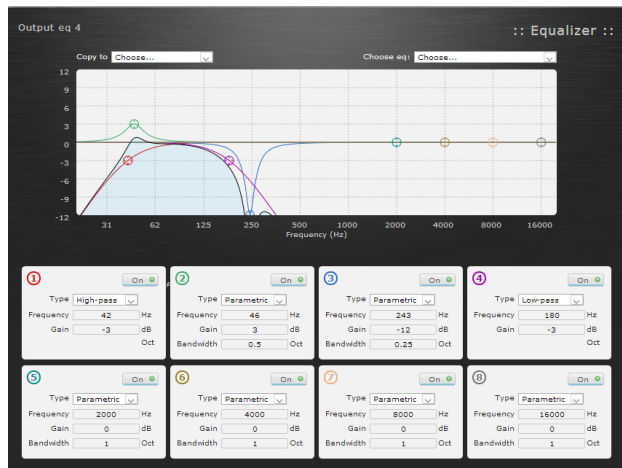 Output eq 4
:: Equalizer ::
Copy to Choose... Choose eq: Choose...
12
9
6
3
0
-3
-6
-9
-12
31 62 125 250 500 1000 2000 4000 8000 16000
Frequency (Hz)
1 On
Type High-pass
Frequency 42 Hz
Gain -3 dB
Oct
2 On
Type Parametric
Frequency 46 Hz
Gain 3 dB
Bandwidth 0.5 Oct
3 On
Type Parametric
Frequency 243 Hz
Gain -12 dB
Bandwidth 0.25 Oct
4 On
Type Low-pass
Frequency 180 Hz
Gain -3 dB
Oct
5 On
Type Parametric
Frequency 2000 Hz
Gain 0 dB
Bandwidth 1 Oct
6 On
Type Parametric
Frequency 4000 Hz
Gain 0 dB
Bandwidth 1 Oct
7 On
Type Parametric
Frequency 8000 Hz
Gain 0 dB
Bandwidth 1 Oct
8 On
Type Parametric
Frequency 16000 Hz
Gain 0 dB
Bandwidth 1 Oct